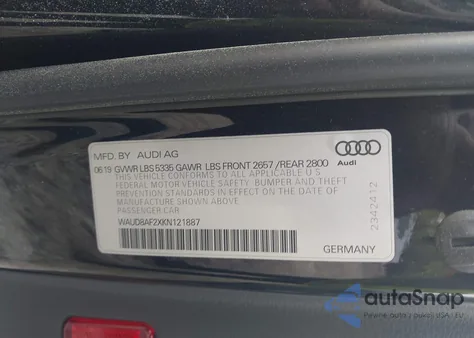 MFD. BY AUDI AG
06 19 GVWR LBS 5335 GAWR LBS FRONT 2657 / REAR 2800
THIS VEHICLE CONFORMS TO ALL APPLICABLE U S
FEDERAL MOTOR VEHICLE SAFETY, BUMPER AND THEFT
PREVENTION STANDARDS IN EFFECT ON THE DATE OF
MANUFACTURE SHOWN ABOVE
PASSENGER CAR
WAUD8AF2XKN121887
Audi
2342412
GERMANY
autoSnap